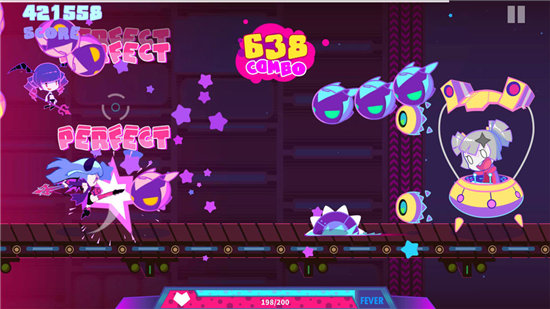 421558
SCORE
PERFECT
PERFECT
638
COMBO
PERFECT
198/200
FEVER